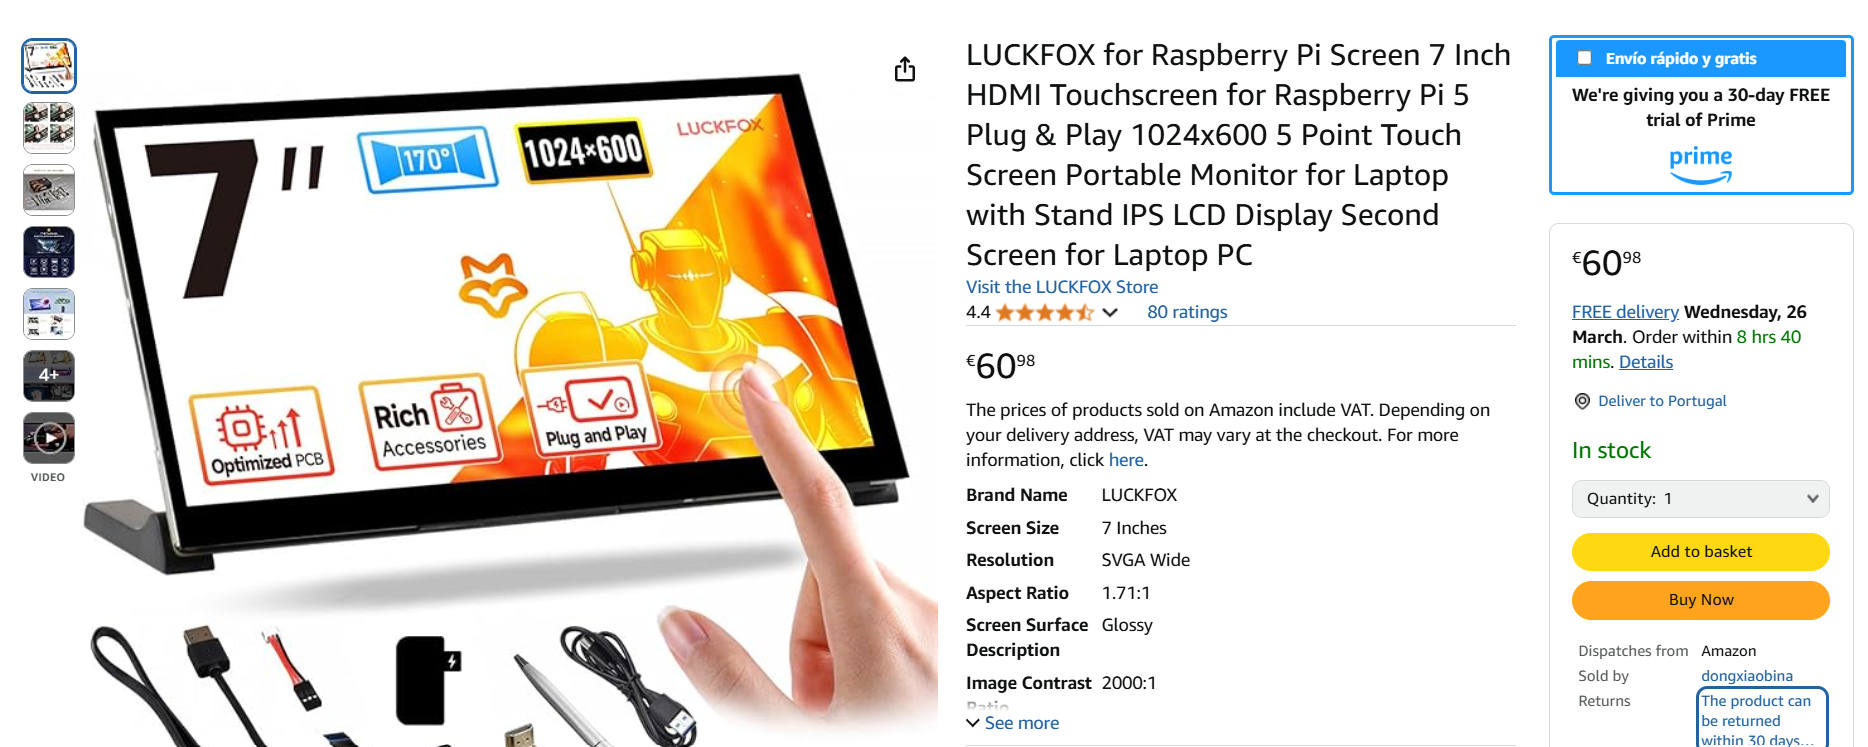 7"
170°
1024×600
LUCKFOX
Optimized PCB
Rich
Accessories
Plug and Play
4+
VIDEO
LUCKFOX for Raspberry Pi Screen 7 Inch
HDMI Touchscreen for Raspberry Pi 5
Plug & Play 1024x600 5 Point Touch
Screen Portable Monitor for Laptop
with Stand IPS LCD Display Second
Screen for Laptop PC
Visit the LUCKFOX Store
4.4 80 ratings
€6098
The prices of products sold on Amazon include VAT. Depending on
your delivery address, VAT may vary at the checkout. For more
information, click here.
Brand Name LUCKFOX
Screen Size 7 Inches
Resolution SVGA Wide
Aspect Ratio 1.71:1
Screen Surface Glossy
Description
Image Contrast 2000:1
Ratio
See more
Envío rápido y gratis
We're giving you a 30-day FREE
trial of Prime
prime
€6098
FREE delivery Wednesday, 26
March. Order within 8 hrs 40
mins. Details
Deliver to Portugal
In stock
Quantity: 1
Add to basket
Buy Now
Dispatches from Amazon
Sold by dongxiaobina
Returns The product can
be returned
within 30 days...